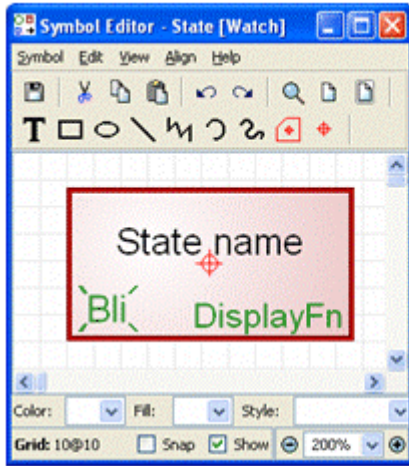 Symbol Editor - State [Watch]
Symbol Edit View Align Help
T
State name
Bli DisplayFn
Color: Fill: Style:
Grid: 10@10 Snap Show 200%